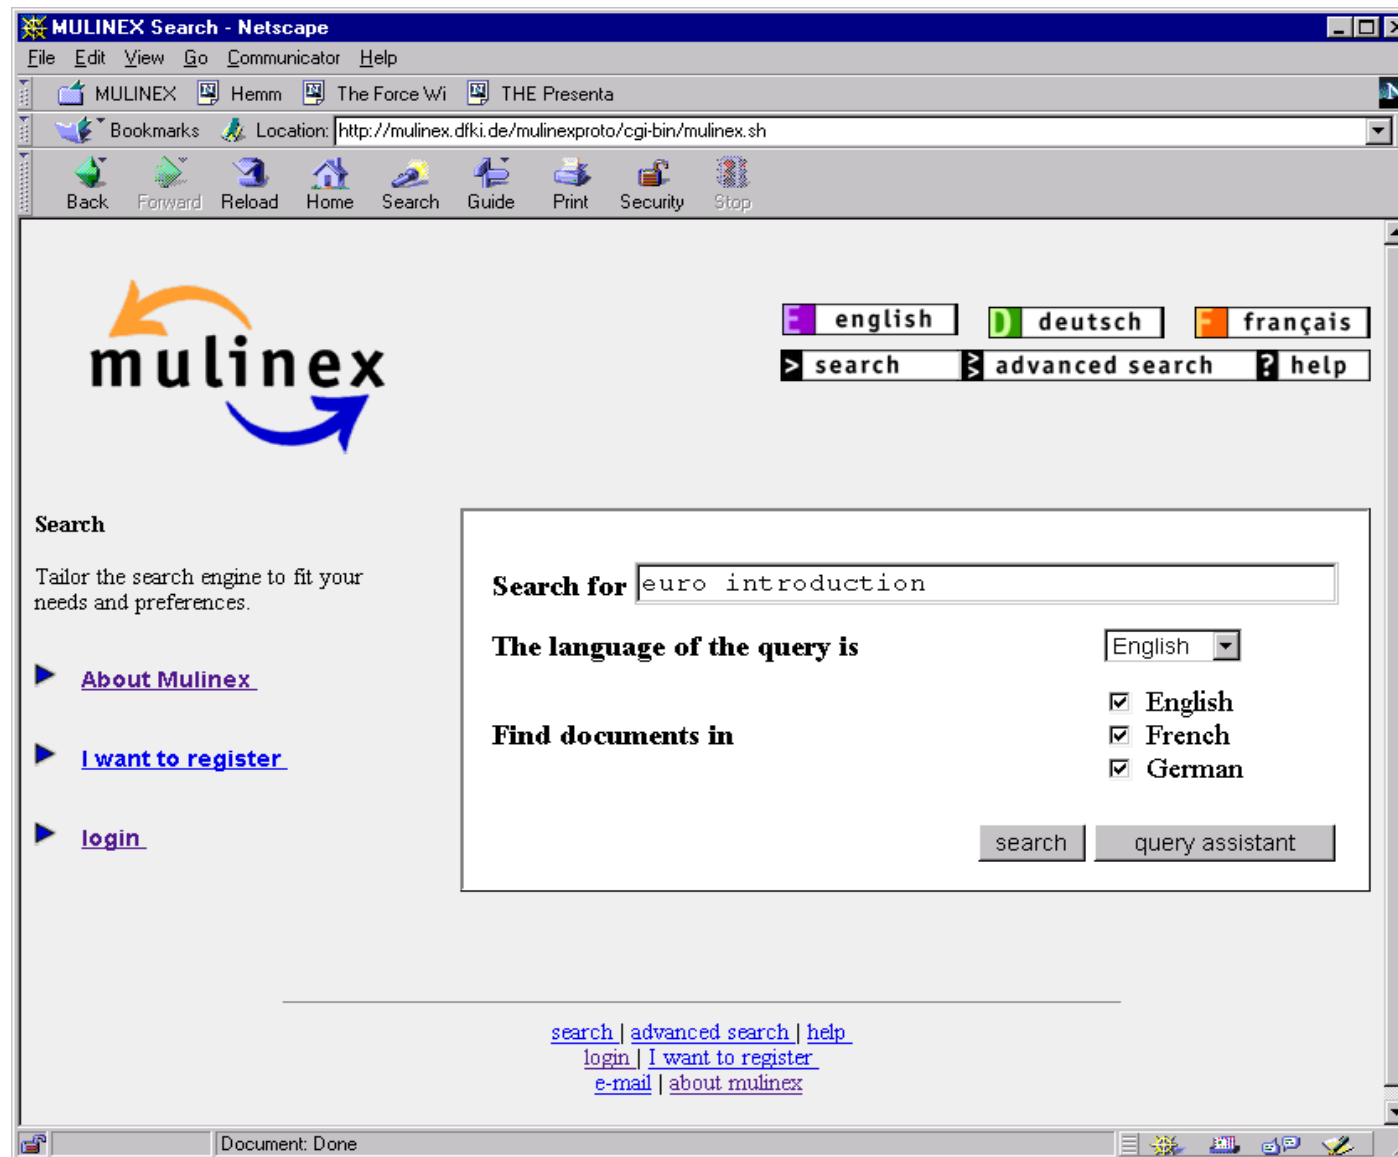 MULINEX Search - Netscape
File Edit View Go Communicator Help
MULINEX Hemm The Force Wi THE Presenta
Bookmarks Location: http://mulinex.dfki.de/mulinexproto/cgi-bin/mulinex.sh
Back Forward Reload Home Search Guide Print Security Stop
mulinex
E english D deutsch F français
> search >> advanced search ? help
Search
Tailor the search engine to fit your
needs and preferences.
About Mulinex
I want to register
login
Search for euro introduction
The language of the query is English
Find documents in
English
French
German
search query assistant
search | advanced search | help
login | I want to register
e-mail | about mulinex
Document: Done